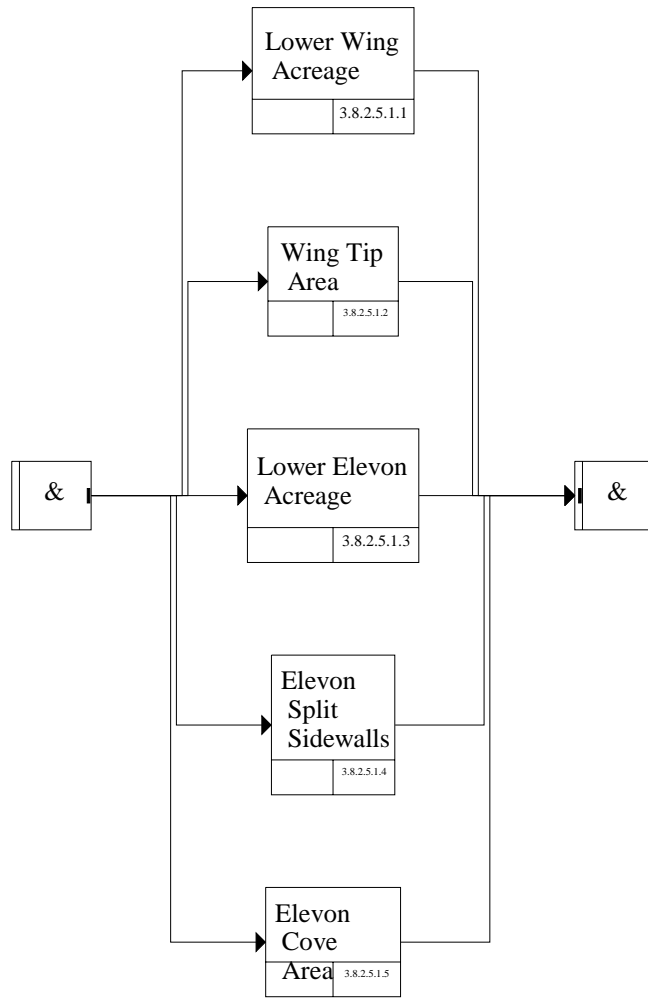 Lower Wing
Acreage
3.8.2.5.1.1
Wing Tip
Area
3.8.2.5.1.2
&
Lower Elevon
Acreage
3.8.2.5.1.3
&
Elevon
Split
Sidewalls
3.8.2.5.1.4
Elevon
Cove
Area
3.8.2.5.1.5